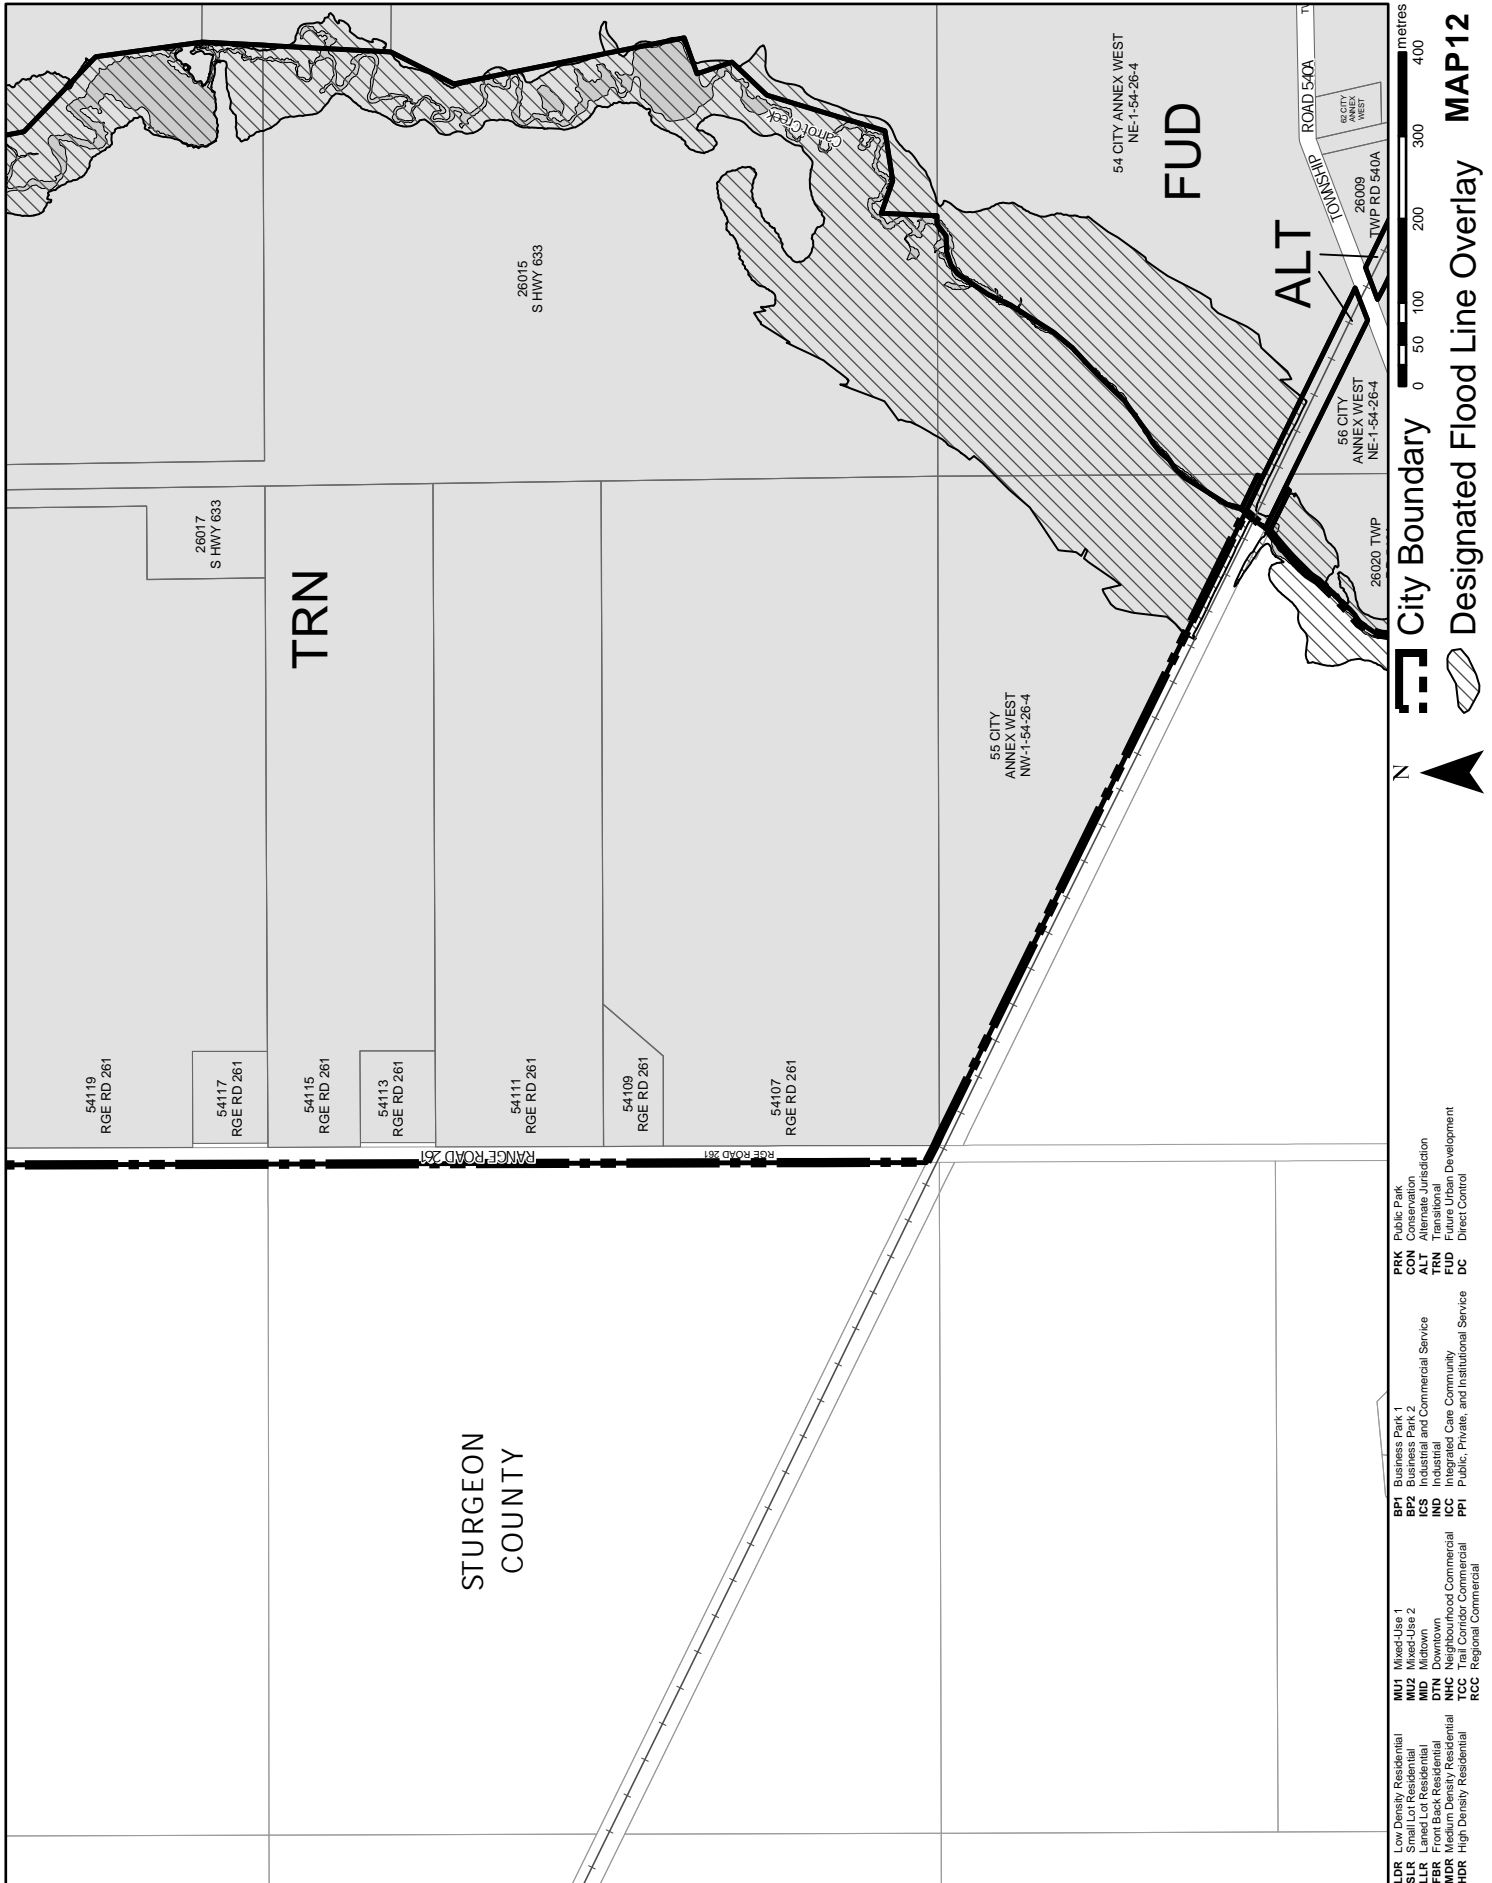 STURGEON
COUNTY
TRN
FUD
ALT
54119
RGE RD 261
54117
RGE RD 261
54115
RGE RD 261
54113
RGE RD 261
54111
RGE RD 261
54109
RGE RD 261
54107
RGE RD 261
RANGE ROAD 261
RGE ROAD 261
26017
S HWY 633
26015
S HWY 633
Carrot Creek
55 CITY
ANNEX WEST
NW-1-54-26-4
54 CITY ANNEX WEST
NE-1-54-26-4
56 CITY
ANNEX WEST
NE-1-54-26-4
26020 TWP
26009
TWP RD 540A
62 CITY
ANNEX
WEST
TOWNSHIP ROAD 540A
LDR Low Density Residential
SLR Small Lot Residential
LLR Laned Lot Residential
FBR Front Back Residential
MDR Medium Density Residential
HDR High Density Residential
MU1 Mixed-Use 1
MU2 Mixed-Use 2
MID Midtown
DTN Downtown
NHC Neighbourhood Commercial
TCC Trail Corridor Commercial
RCC Regional Commercial
BP1 Business Park 1
BP2 Business Park 2
ICS Industrial and Commercial Service
IND Industrial
ICC Integrated Care Community
PPI Public, Private, and Institutional Service
PRK Public Park
CON Conservation
ALT Alternate Jurisdiction
TRN Transitional
FUD Future Urban Development
DC Direct Control
N
City Boundary
Designated Flood Line Overlay
0 50 100 200 300 400
metres
MAP12